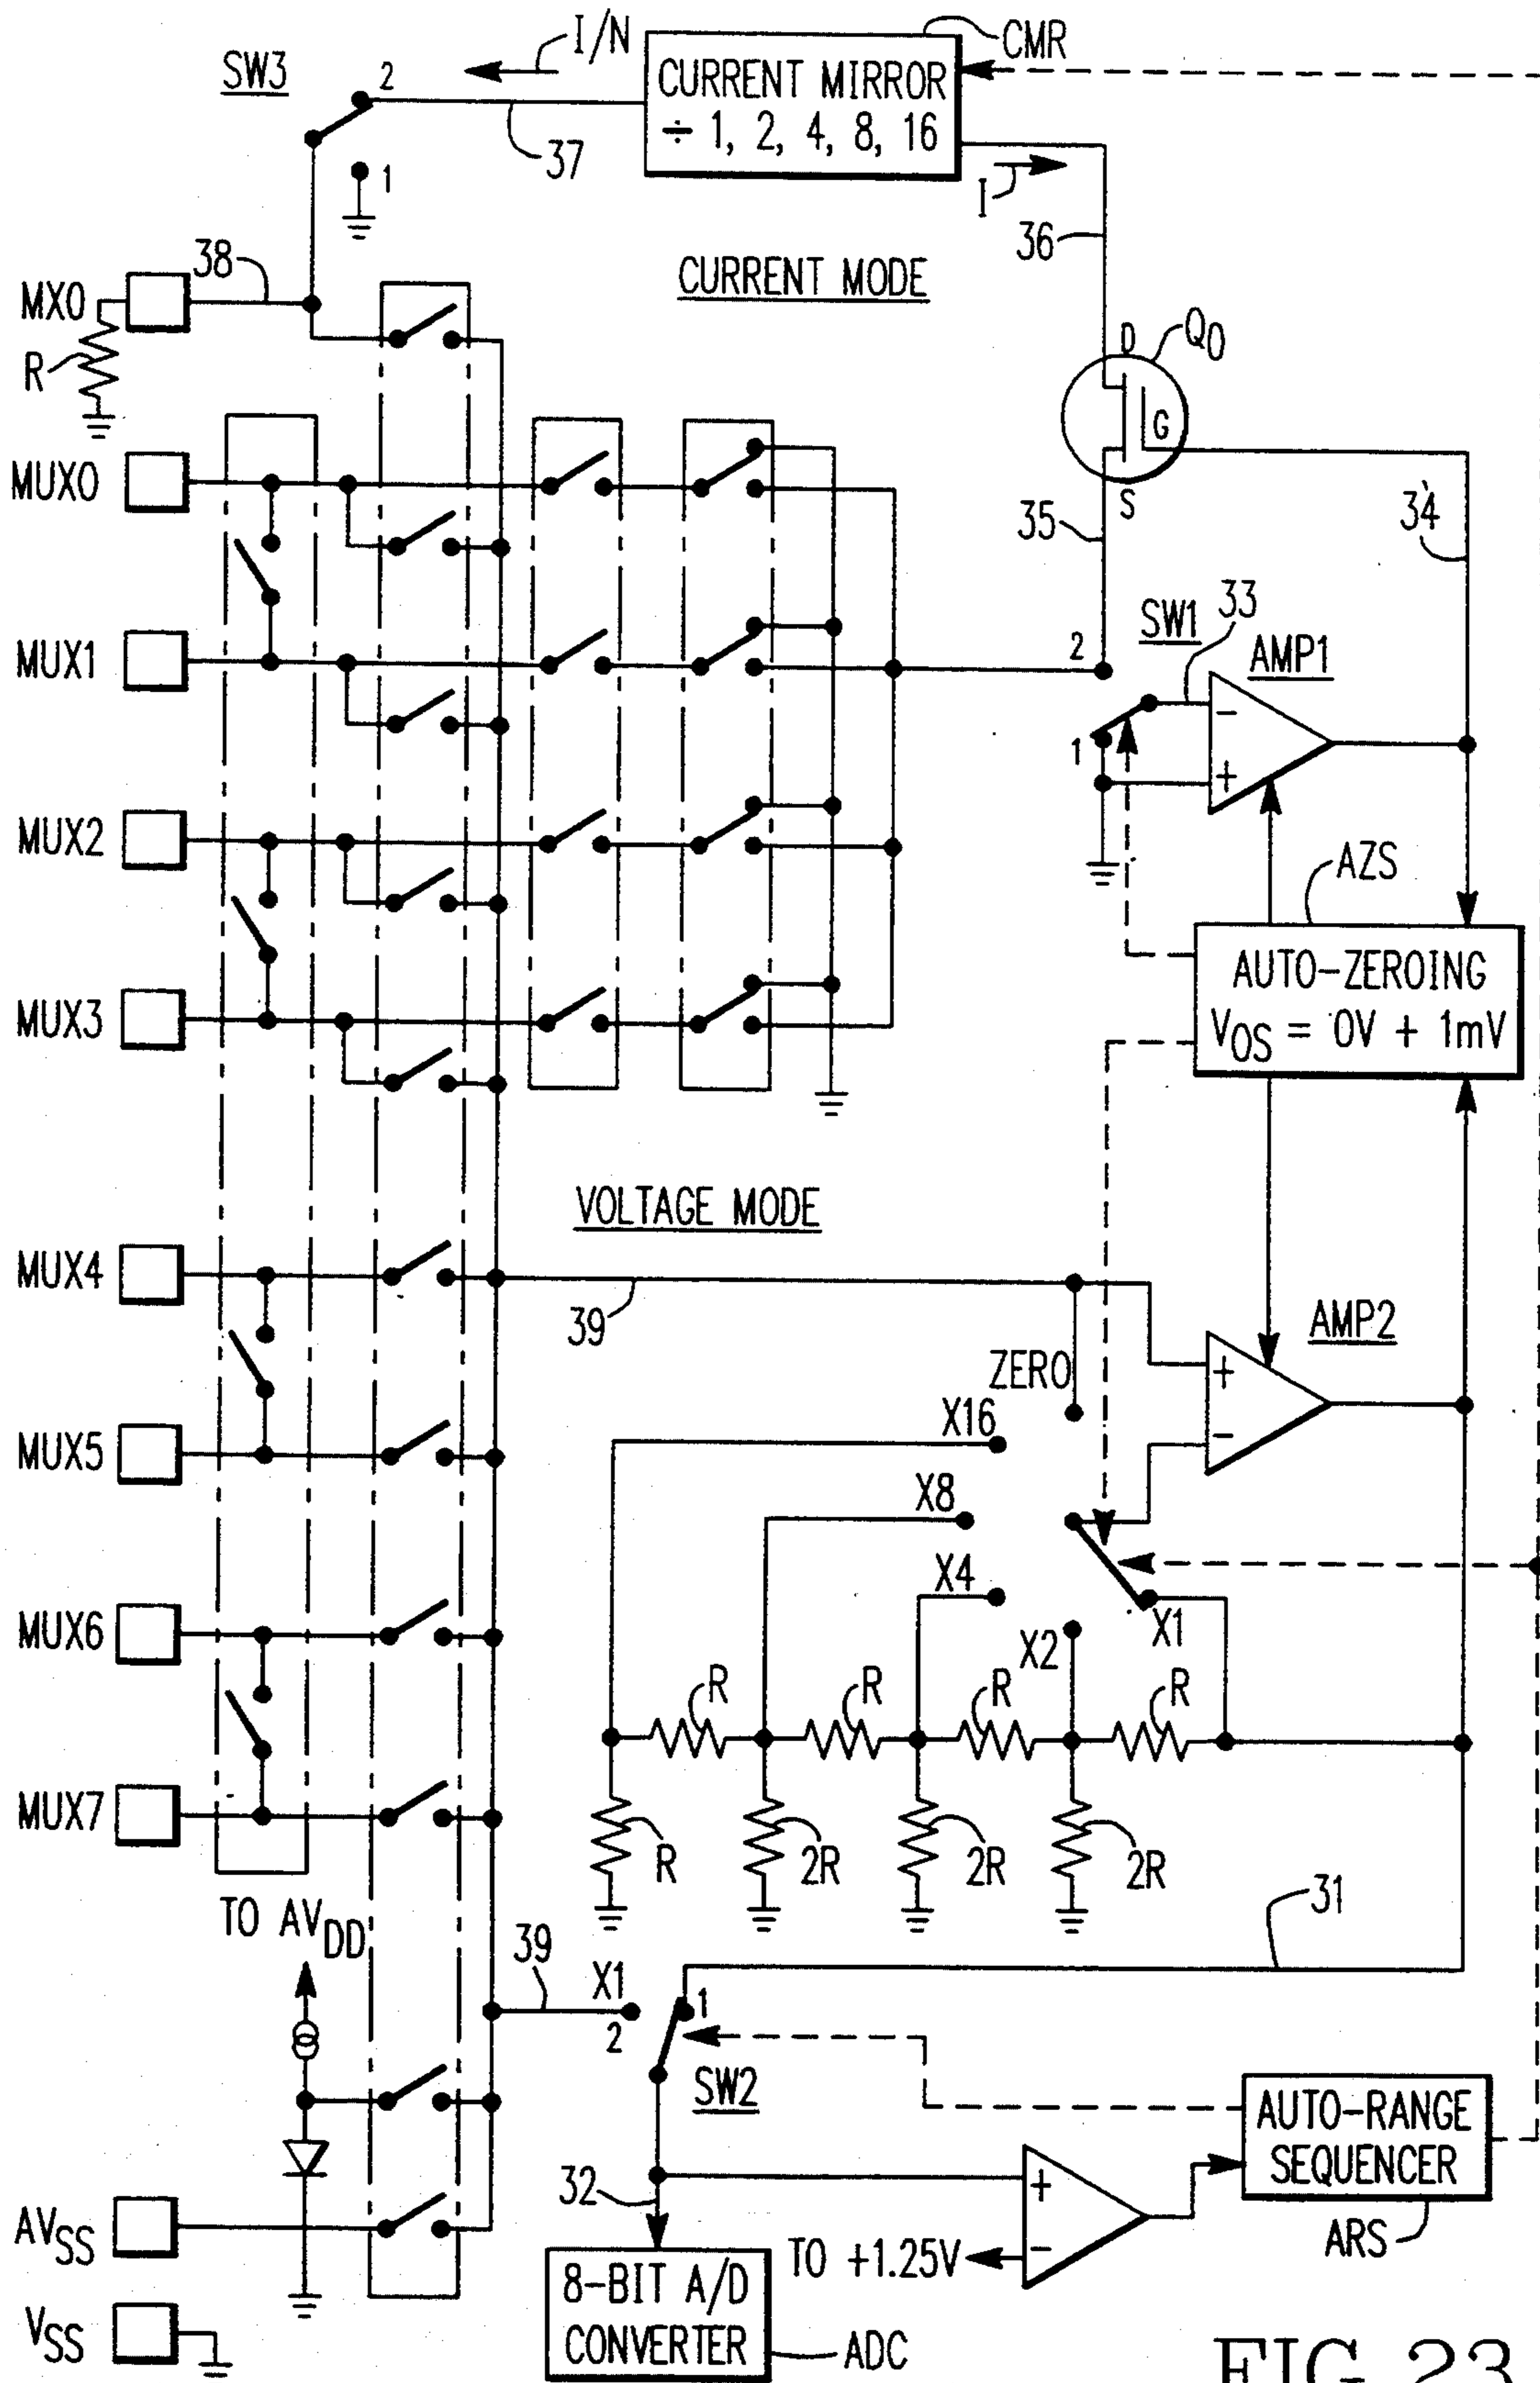 I/N
CMR
SW3
2
CURRENT MIRROR
÷ 1, 2, 4, 8, 16
37
1
I
36
38
MX0
CURRENT MODE
R
D
Q0
G
S
MUX0
35
34
SW1
33
2
AMP1
MUX1
−
1
+
MUX2
AZS
AUTO-ZEROING
VOS = 0V + 1mV
MUX3
VOLTAGE MODE
MUX4
39
AMP2
ZERO
+
X16
−
MUX5
X8
X4
MUX6
X2
X1
R
R
R
R
MUX7
R
2R
2R
2R
TO AVDD
31
39
X1
1
2
SW2
AUTO-RANGE
SEQUENCER
32
+
AVSS
TO +1.25V
−
ARS
8-BIT A/D
CONVERTER
ADC
VSS
FIG. 23